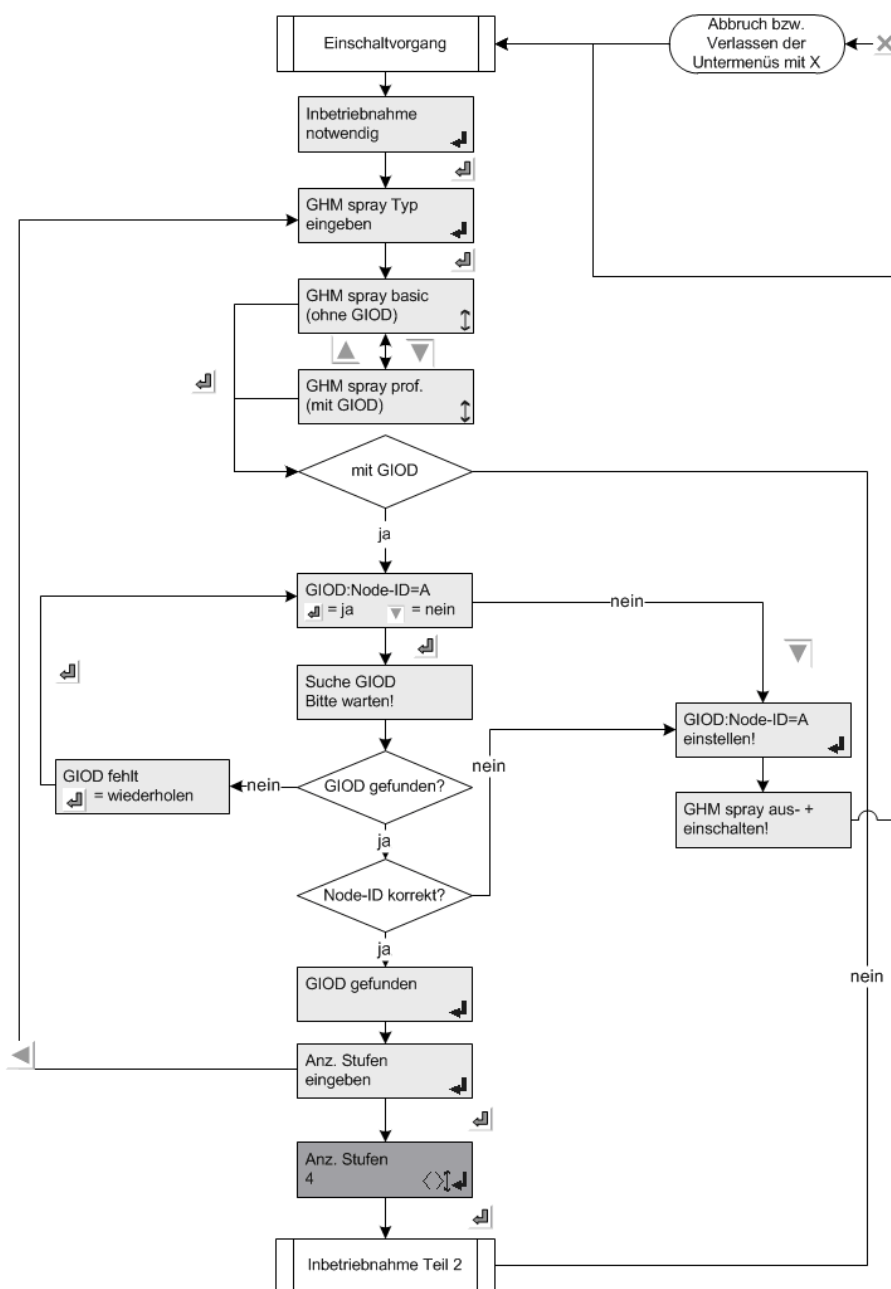 Einschaltvorgang
Abbruch bzw.
Verlassen der
Untermenüs mit X
Inbetriebnahme
notwendig
GHM spray Typ
eingeben
GHM spray basic
(ohne GIOD)
GHM spray prof.
(mit GIOD)
mit GIOD
ja
GIOD:Node-ID=A
= ja = nein
nein
Suche GIOD
Bitte warten!
GIOD:Node-ID=A
einstellen!
nein
GIOD fehlt
= wiederholen
nein
GIOD gefunden?
GHM spray aus- +
einschalten!
ja
Node-ID korrekt?
ja
GIOD gefunden
nein
Anz. Stufen
eingeben
Anz. Stufen
4
Inbetriebnahme Teil 2